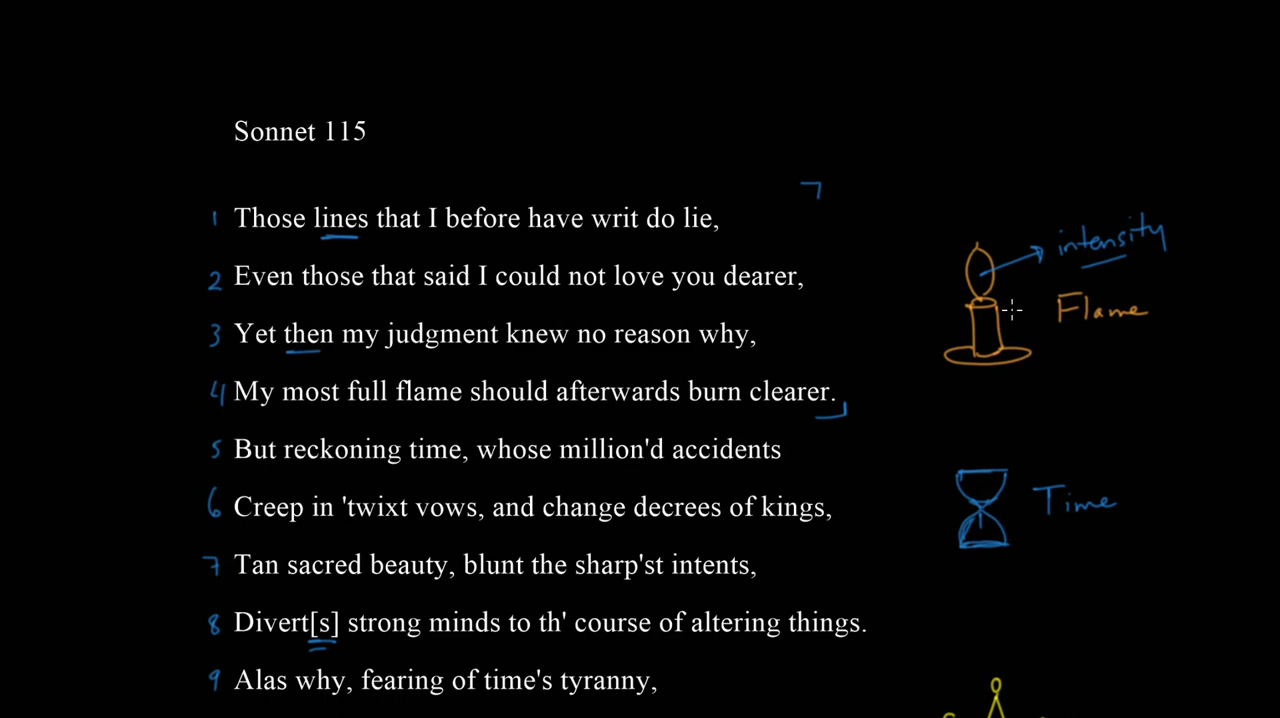 Sonnet 115
1 Those lines that I before have writ do lie,
2 Even those that said I could not love you dearer,
3 Yet then my judgment knew no reason why,
4 My most full flame should afterwards burn clearer.
5 But reckoning time, whose million'd accidents
6 Creep in 'twixt vows, and change decrees of kings,
7 Tan sacred beauty, blunt the sharp'st intents,
8 Divert[s] strong minds to th' course of altering things.
9 Alas why, fearing of time's tyranny,
intensity
Flame
Time